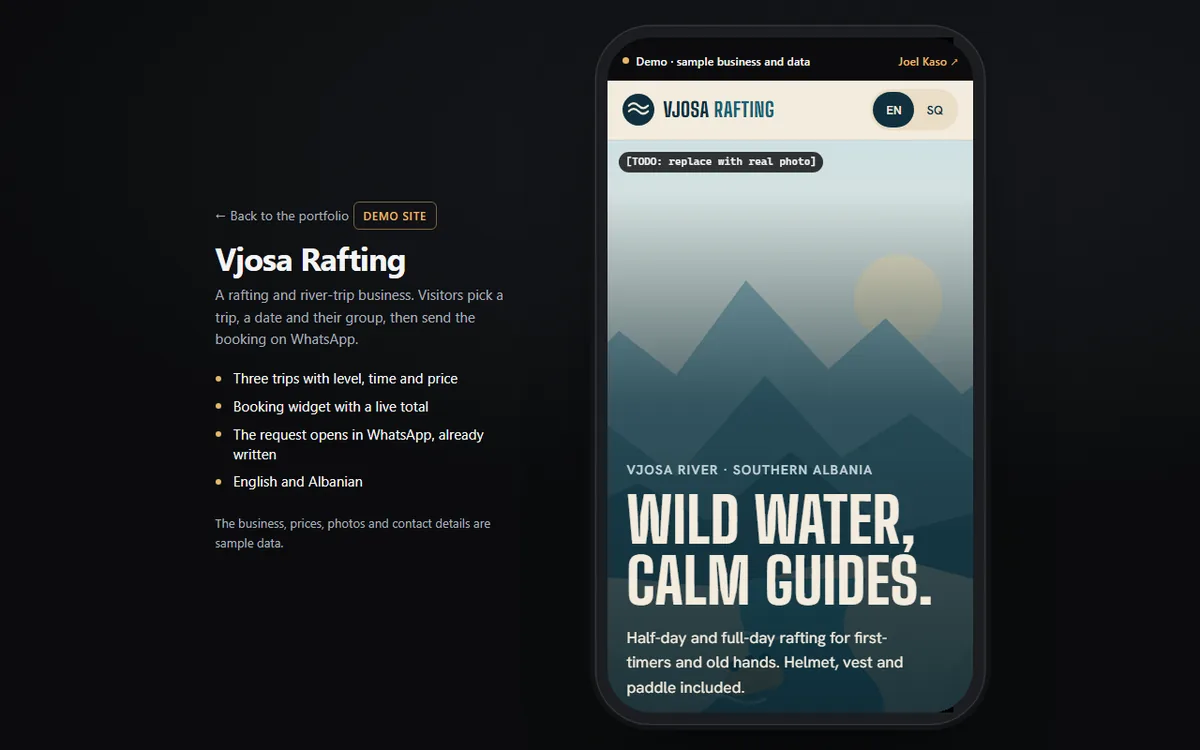 ← Back to the portfolio DEMO SITE
Vjosa Rafting
A rafting and river-trip business. Visitors pick a
trip, a date and their group, then send the
booking on WhatsApp.
Three trips with level, time and price
Booking widget with a live total
The request opens in WhatsApp, already
written
English and Albanian
The business, prices, photos and contact details are
sample data.
Demo · sample business and data Joel Kaso ↗
VJOSA RAFTING EN SQ
[TODO: replace with real photo]
VJOSA RIVER · SOUTHERN ALBANIA
WILD WATER,
CALM GUIDES.
Half-day and full-day rafting for first-
timers and old hands. Helmet, vest and
paddle included.